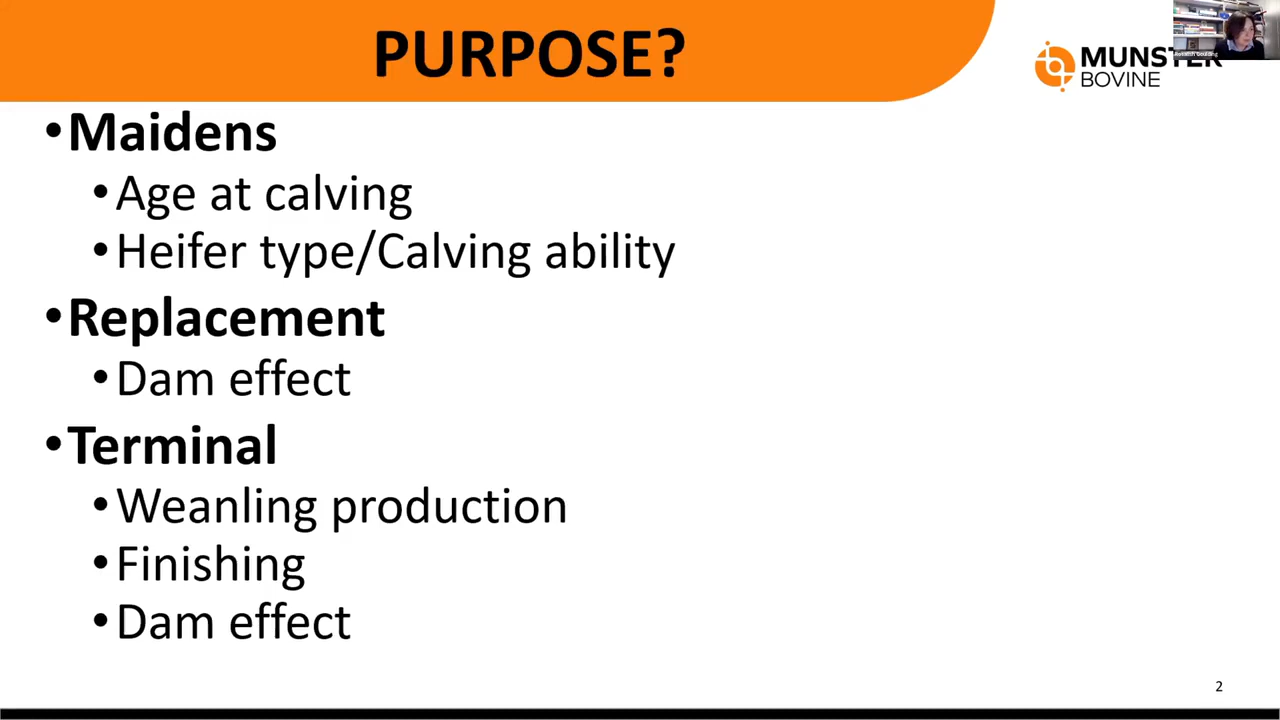 PURPOSE?
MUNSTER
BOVINE
•Maidens
•Age at calving
•Heifer type/Calving ability
•Replacement
•Dam effect
•Terminal
•Weanling production
•Finishing
•Dam effect
2